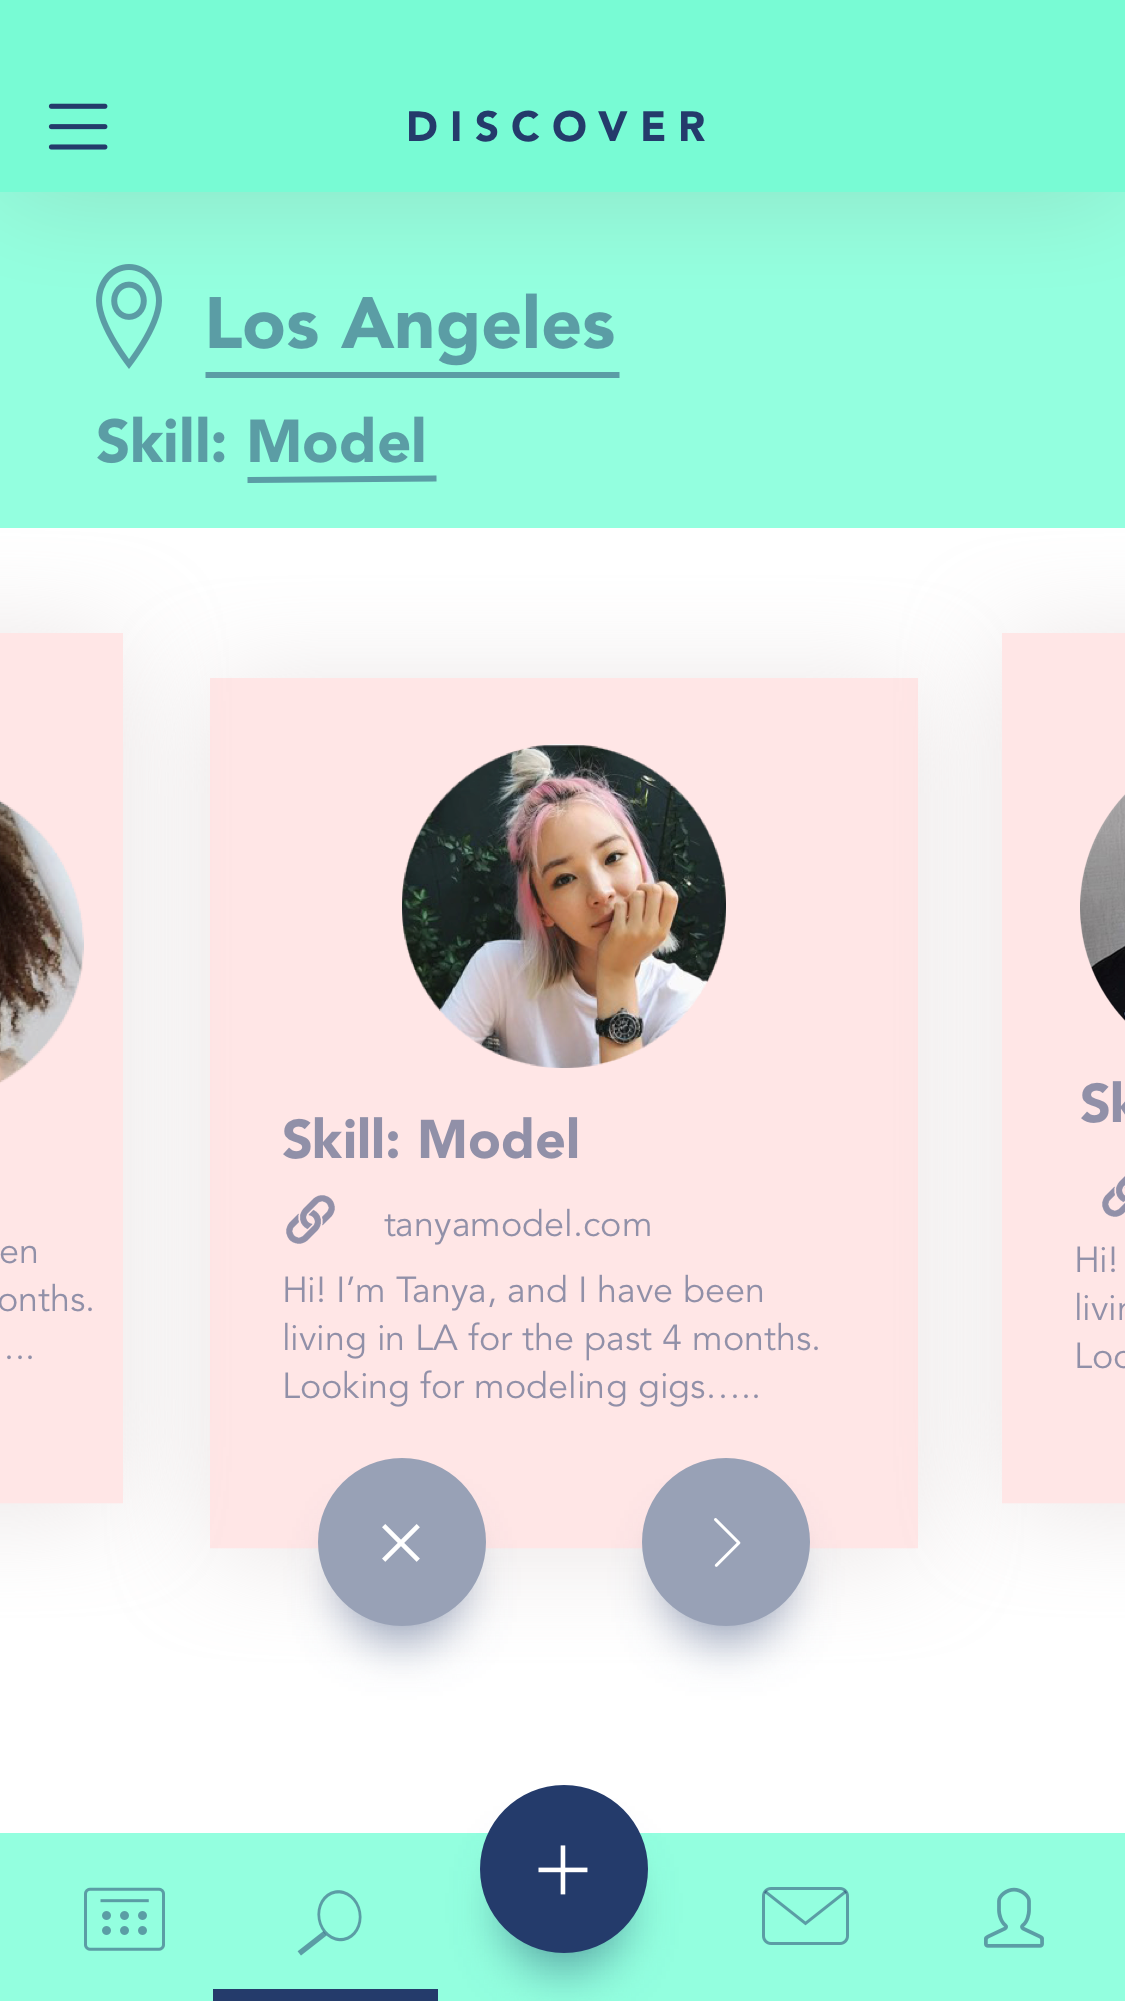 DISCOVER
Los Angeles
Skill: Model
Skill: Model
tanyamodel.com
Hi! I’m Tanya, and I have been
living in LA for the past 4 months.
Looking for modeling gigs.....
en
onths.
...
Sk
Hi!
livin
Loo